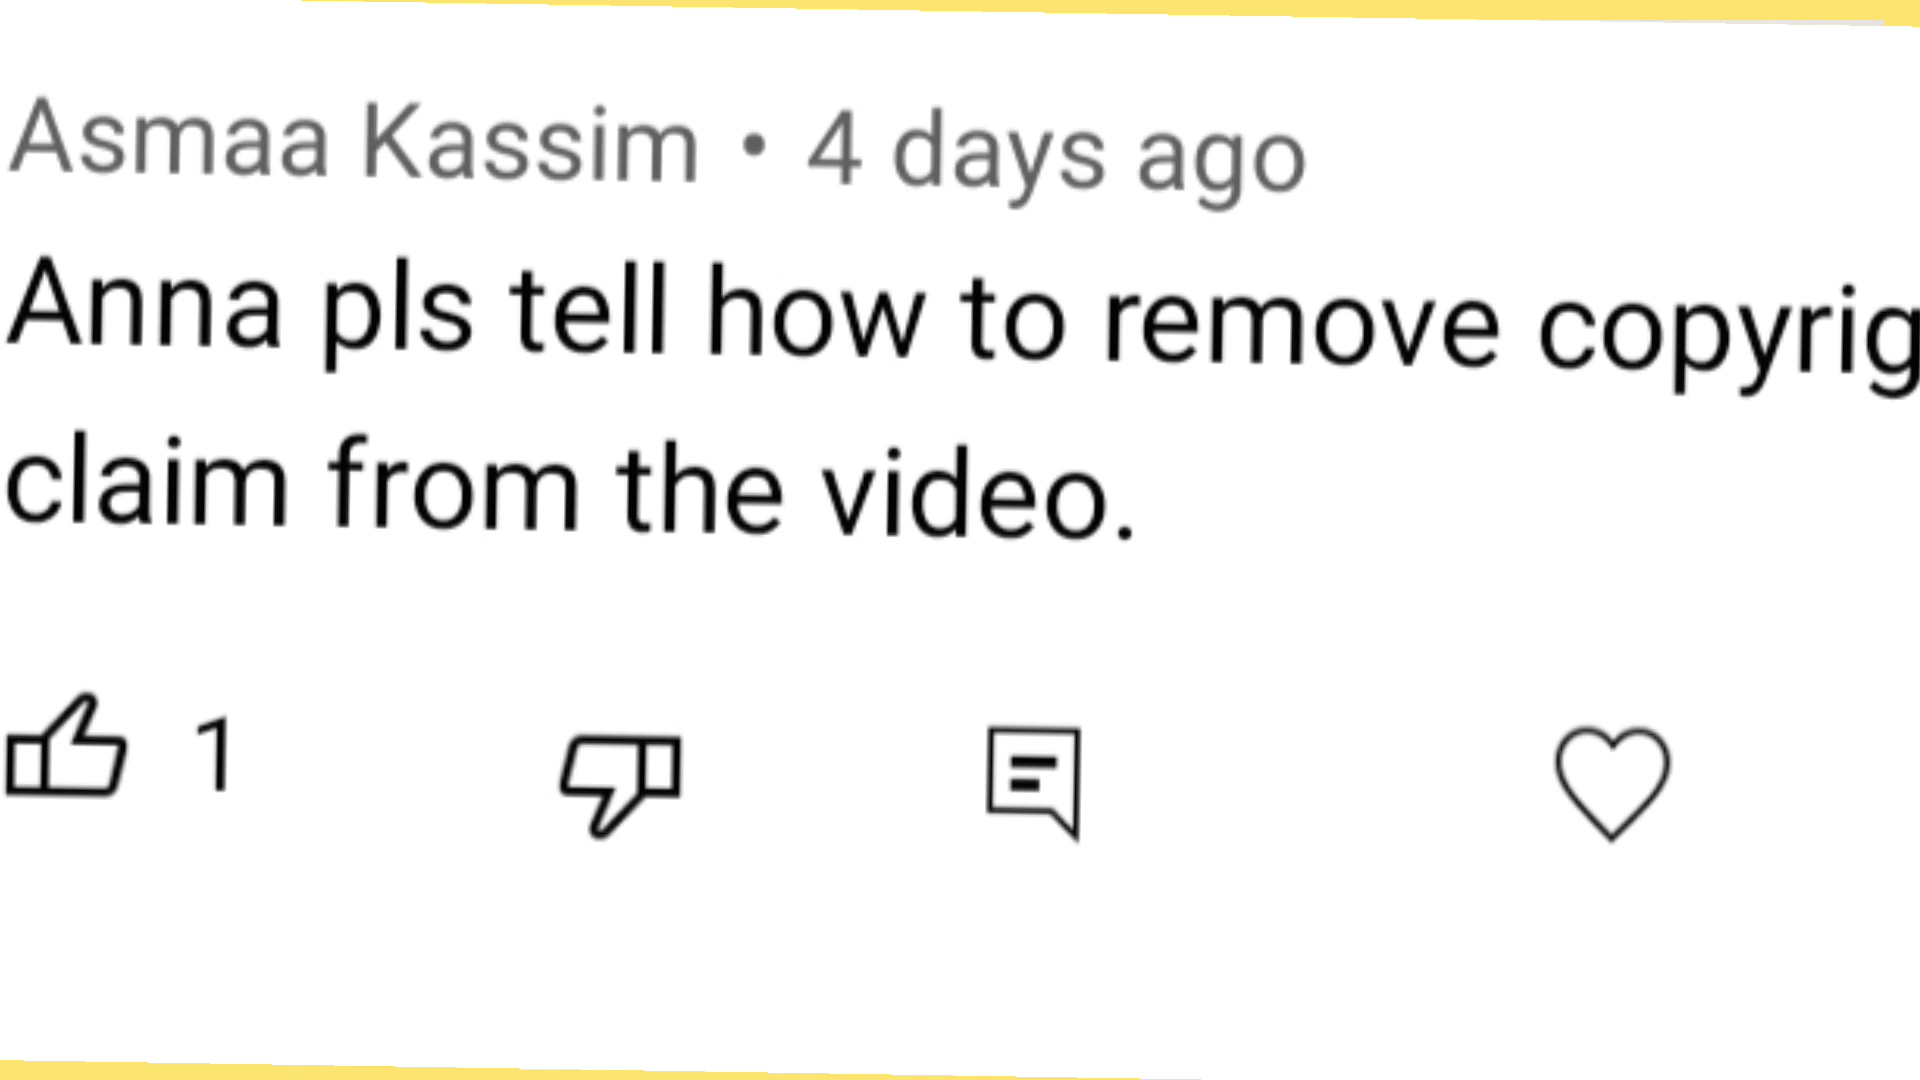 Asmaa Kassim • 4 days ago
Anna pls tell how to remove copyrig
claim from the video.
1